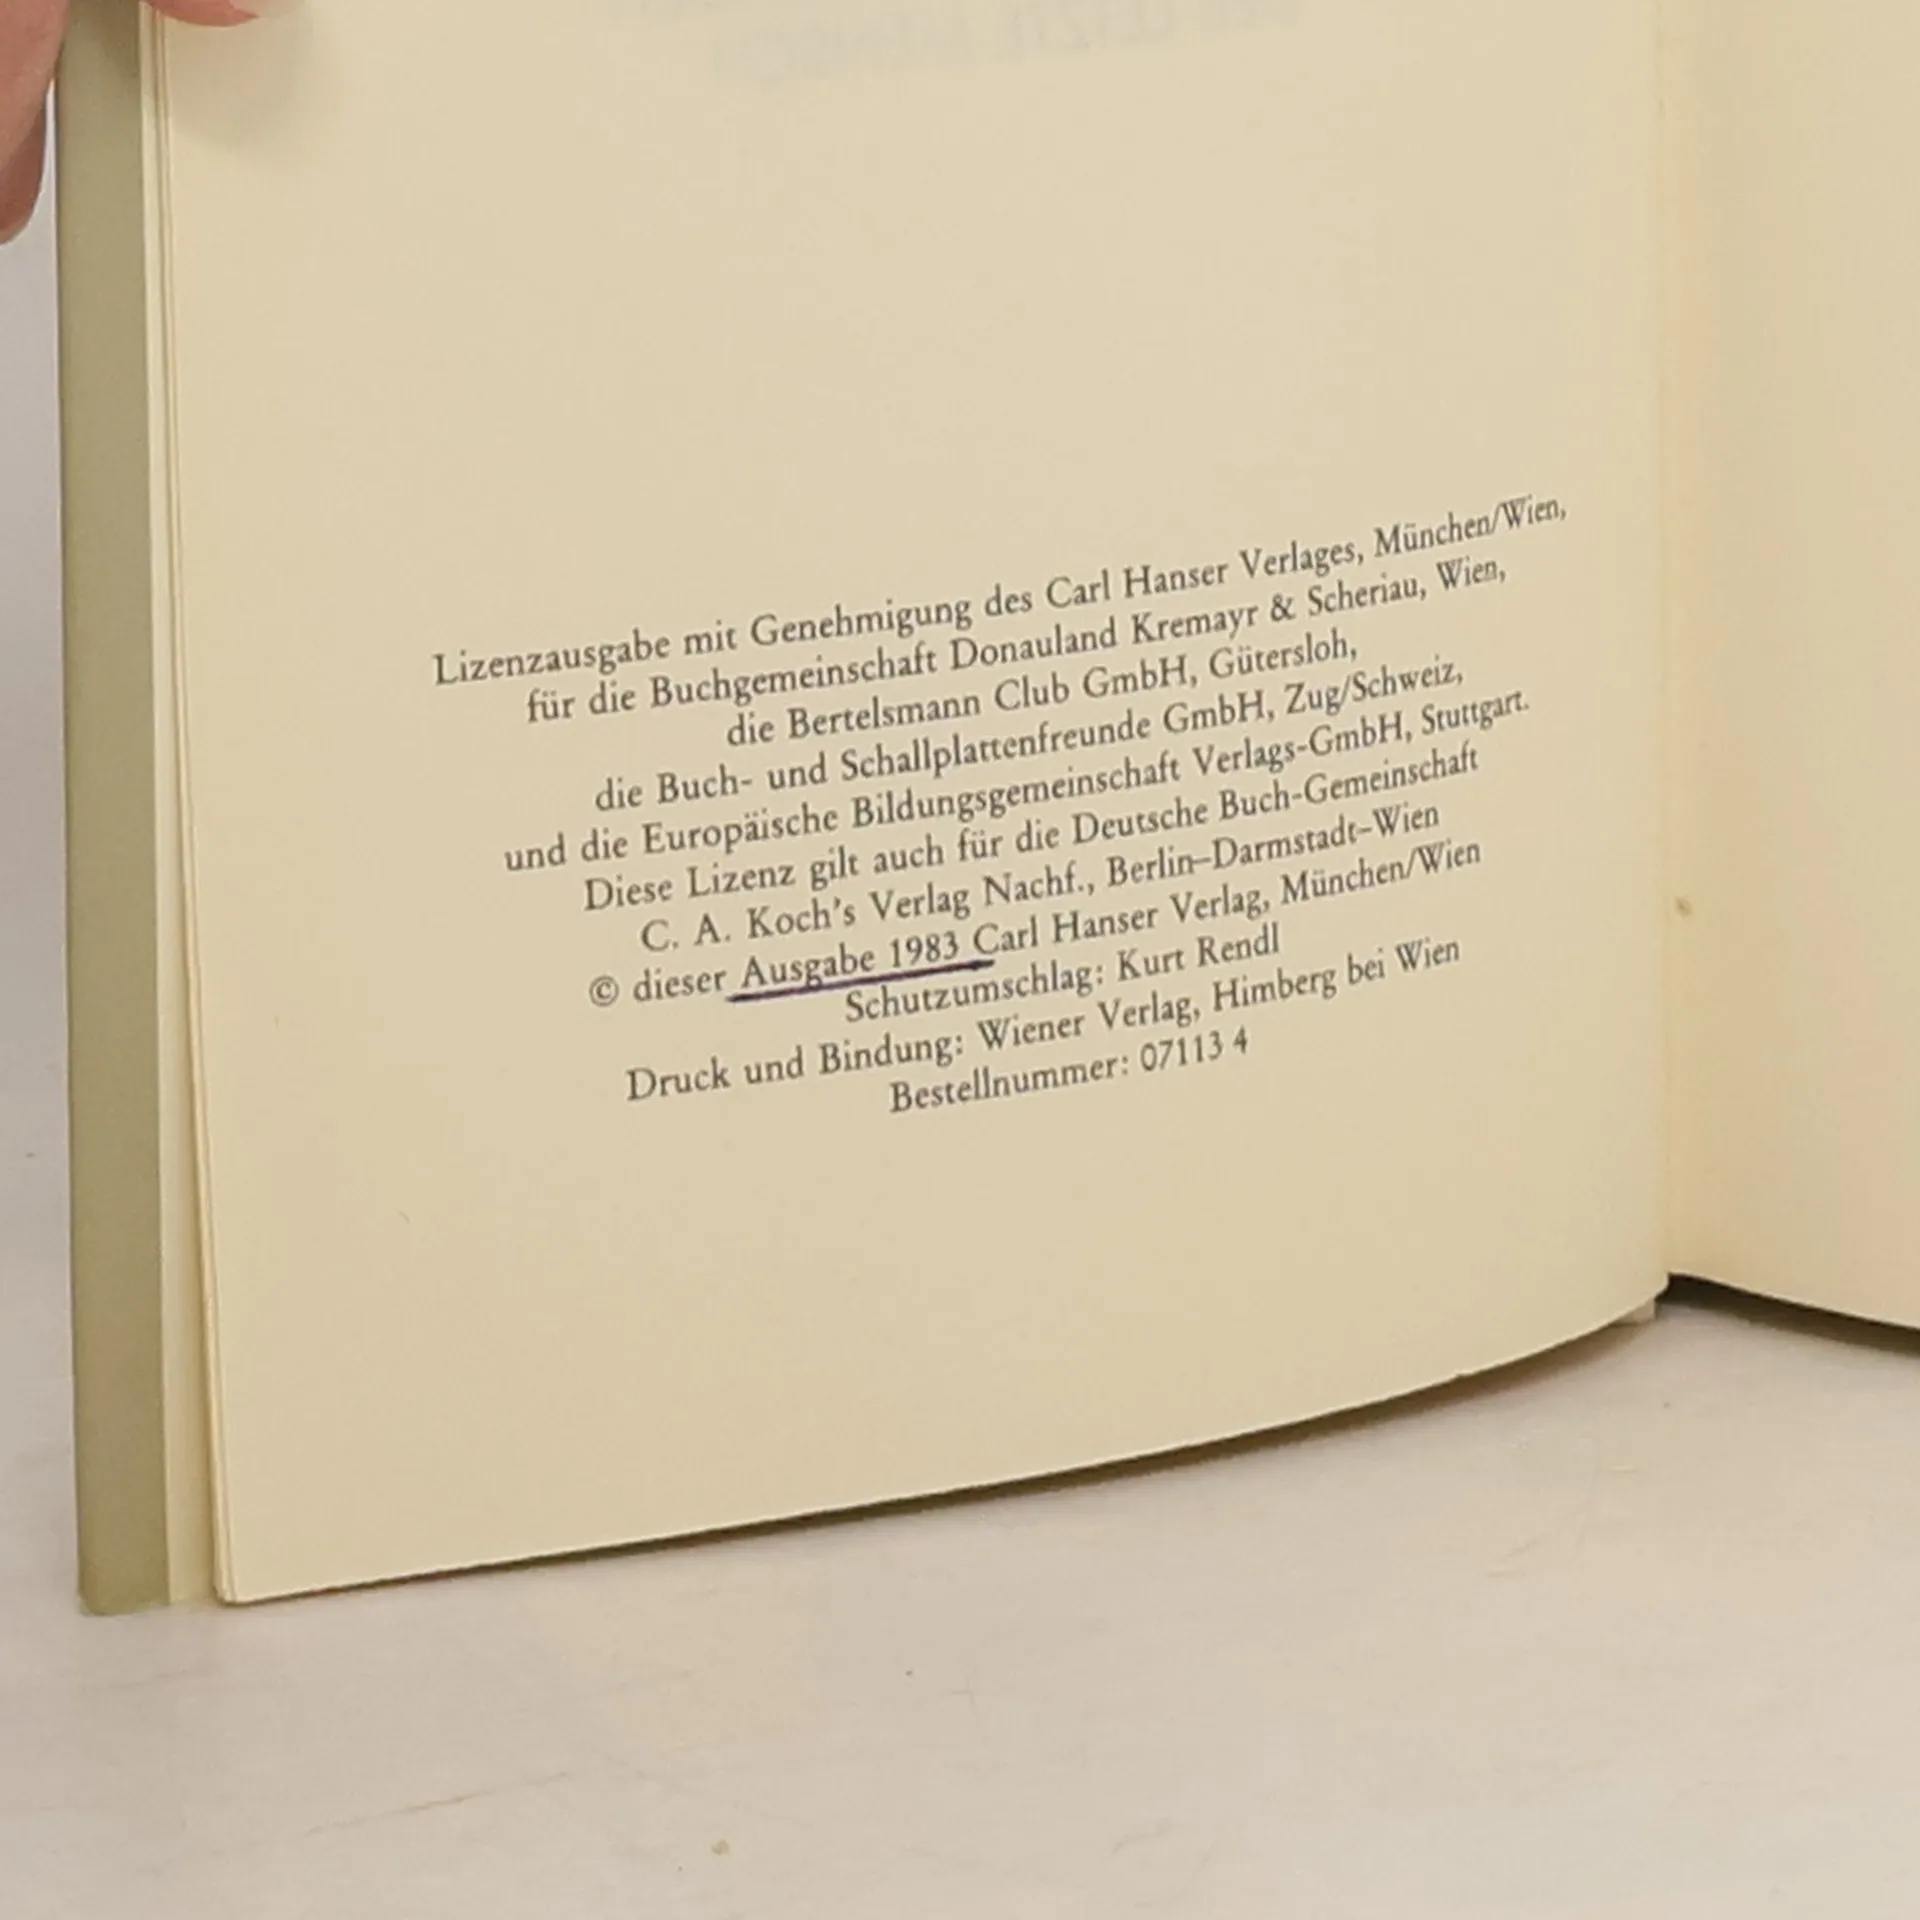 Lizenzausgabe mit Genehmigung des Carl Hanser Verlages, München/Wien,
für die Buchgemeinschaft Donauland Kremayr & Scheriau, Wien,
die Bertelsmann Club GmbH, Gütersloh,
die Buch- und Schallplattenfreunde GmbH, Zug/Schweiz,
und die Europäische Bildungsgemeinschaft Verlags-GmbH, Stuttgart.
Diese Lizenz gilt auch für die Deutsche Buch-Gemeinschaft
C. A. Koch's Verlag Nachf., Berlin–Darmstadt–Wien
© dieser Ausgabe 1983 Carl Hanser Verlag, München/Wien
Schutzumschlag: Kurt Rendl
Druck und Bindung: Wiener Verlag, Himberg bei Wien
Bestellnummer: 07113 4